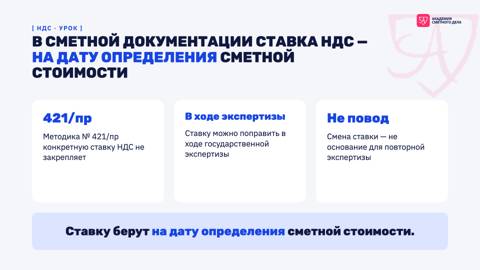 [ НДС · УРОК ]
АКАДЕМИЯ
СМЕТНОГО ДЕЛА
В СМЕТНОЙ ДОКУМЕНТАЦИИ СТАВКА НДС —
НА ДАТУ ОПРЕДЕЛЕНИЯ СМЕТНОЙ
СТОИМОСТИ
421/пр
Методика № 421/пр
конкретную ставку НДС не
закрепляет
В ходе экспертизы
Ставку можно поправить в
ходе государственной
экспертизы
Не повод
Смена ставки — не
основание для повторной
экспертизы
Ставку берут на дату определения сметной стоимости.